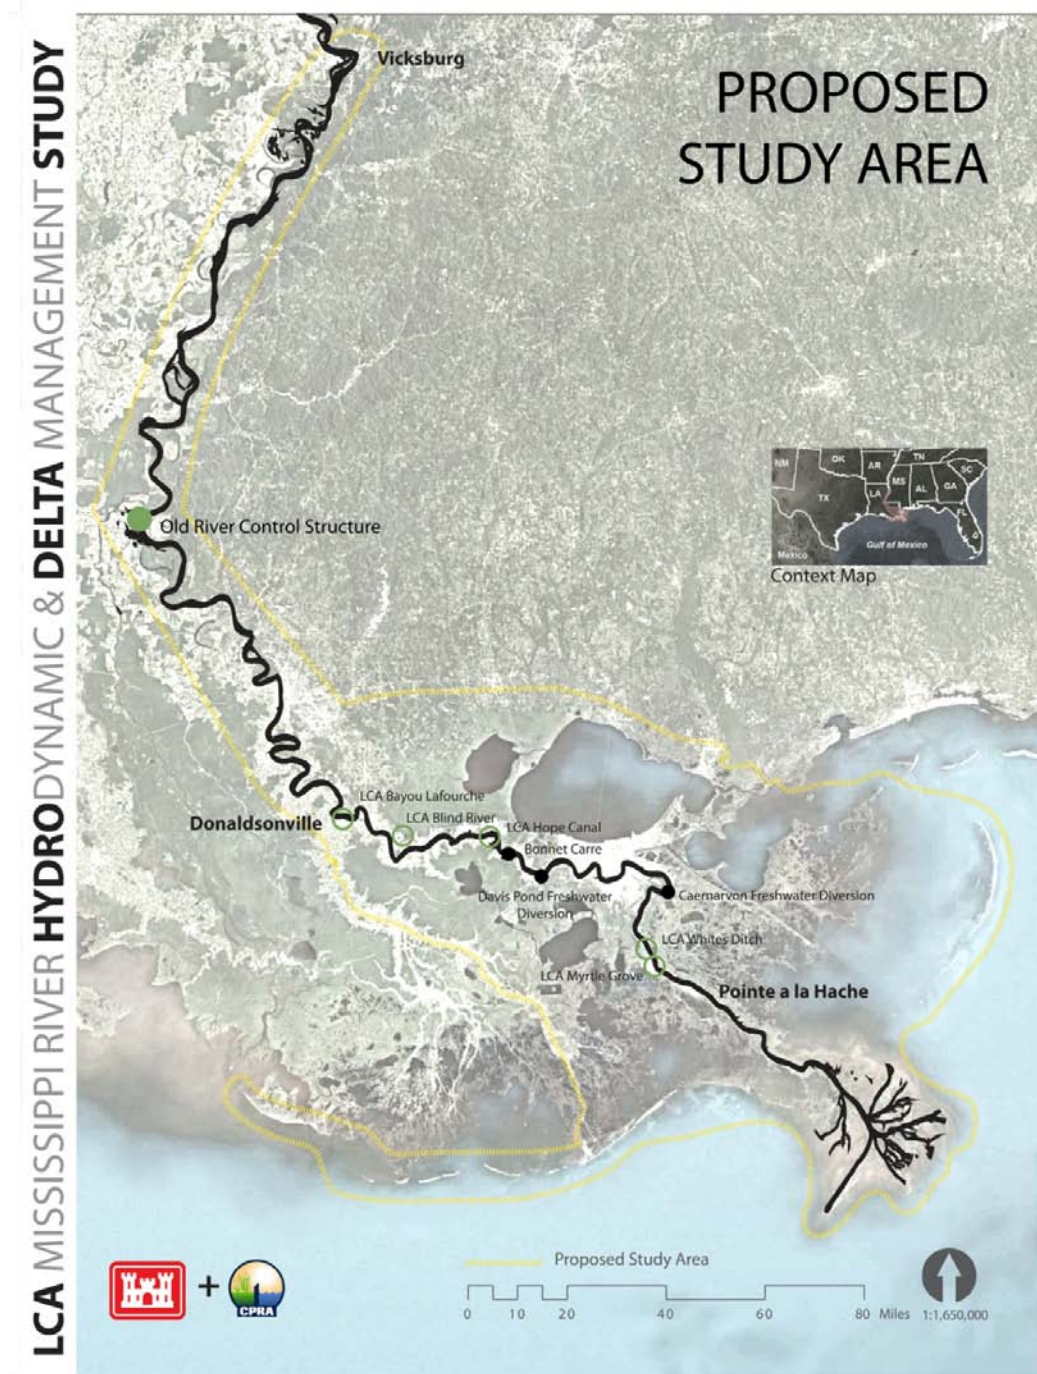 LCA MISSISSIPPI RIVER HYDRODYNAMIC & DELTA MANAGEMENT STUDY
PROPOSED
STUDY AREA
Vicksburg
NM
OK
AR
TN
SC
MS
AL
GA
TX
LA
FL
Gulf of Mexico
Mexico
Context Map
Old River Control Structure
LCA Bayou Lafourche
LCA Blind River
Donaldsonville
LCA Hope Canal
Bonnet Carre
Davis Pond Freshwater
Diversion
Caernarvon Freshwater Diversion
LCA Whites Ditch
LCA Myrtle Grove
Pointe a la Hache
Proposed Study Area
0 10 20 40 60 80 Miles
1:1,650,000
+
CPRA